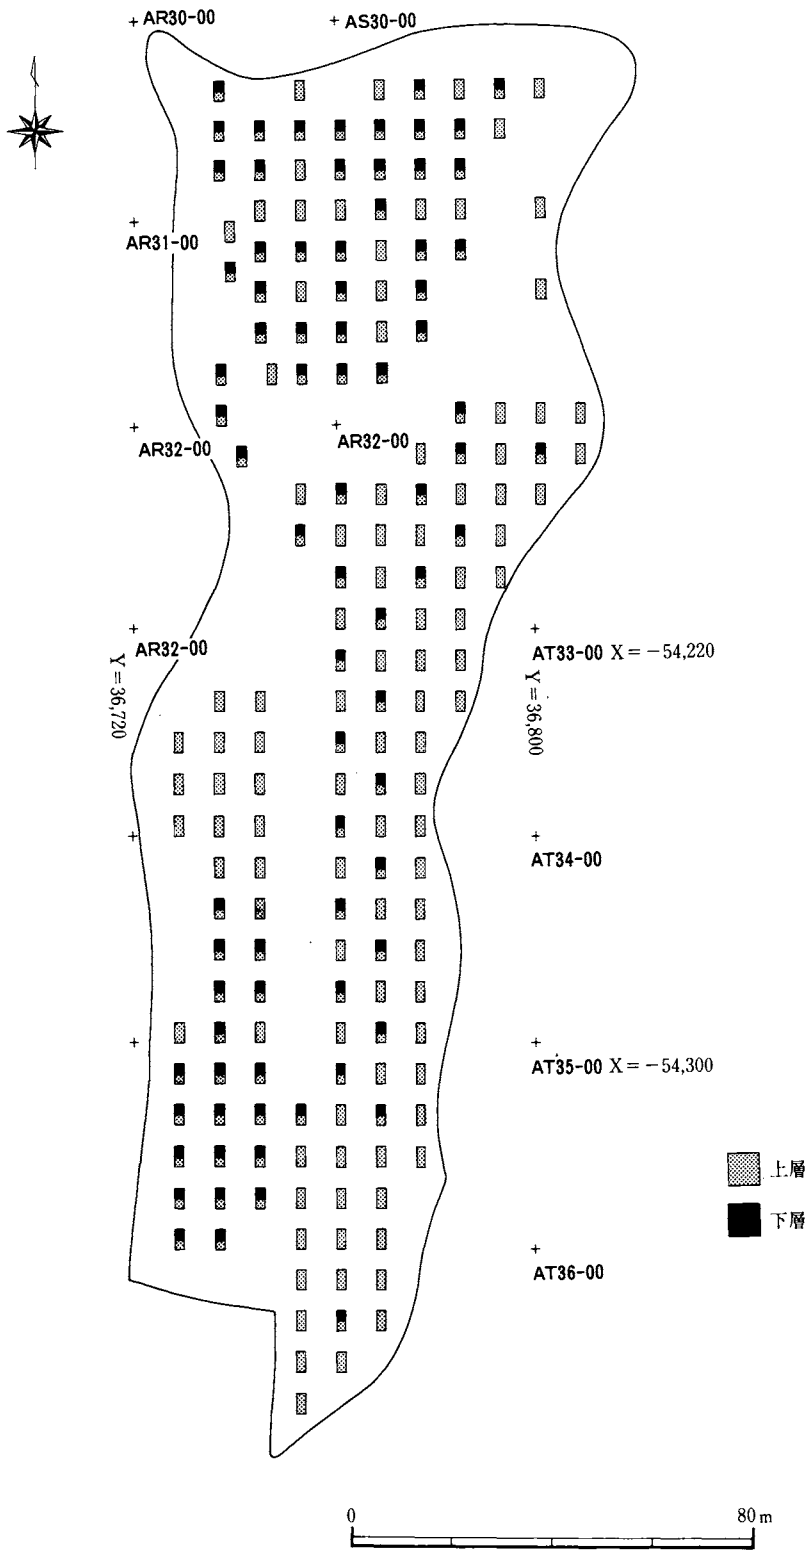 AR30-00
AS30-00
AR31-00
AR32-00
AR32-00
AR32-00
AT33-00 X=-54,220
Y=36,720
Y=36,800
AT34-00
AT35-00 X=-54,300
上層
下層
AT36-00
0
80m